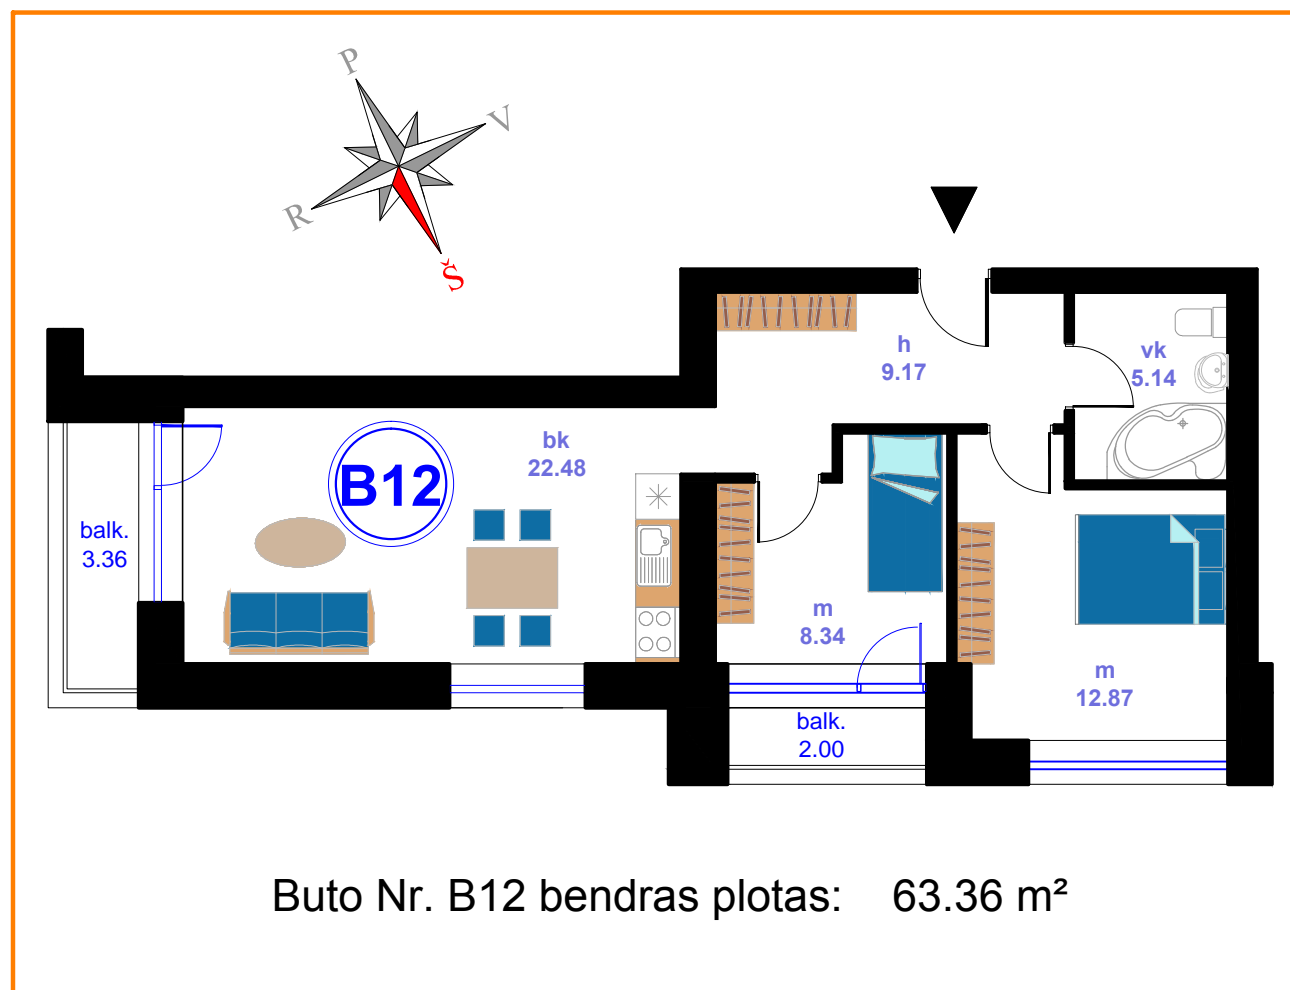 P
V
R
Š
h
9.17
vk
5.14
bk
22.48
B12
balk.
3.36
m
8.34
m
12.87
balk.
2.00
Buto Nr. B12 bendras plotas: 63.36 m²